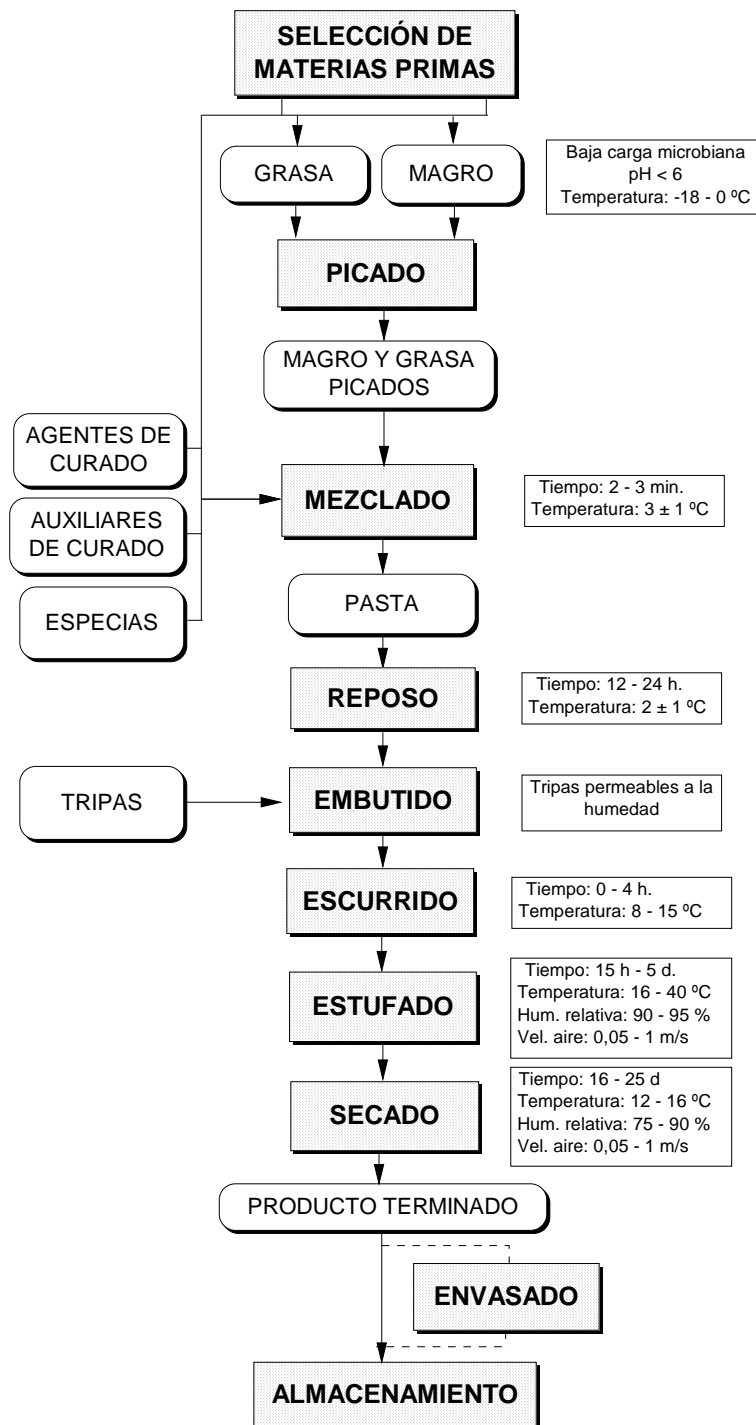 SELECCIÓN DE
MATERIAS PRIMAS
GRASA
MAGRO
Baja carga microbiana
pH < 6
Temperatura: -18 - 0 ºC
PICADO
MAGRO Y GRASA
PICADOS
AGENTES DE
CURADO
AUXILIARES
DE CURADO
ESPECIAS
MEZCLADO
Tiempo: 2 - 3 min.
Temperatura: 3 ± 1 ºC
PASTA
REPOSO
Tiempo: 12 - 24 h.
Temperatura: 2 ± 1 ºC
TRIPAS
EMBUTIDO
Tripas permeables a la
humedad
ESCURRIDO
Tiempo: 0 - 4 h.
Temperatura: 8 - 15 ºC
ESTUFADO
Tiempo: 15 h - 5 d.
Temperatura: 16 - 40 ºC
Hum. relativa: 90 - 95 %
Vel. aire: 0,05 - 1 m/s
SECADO
Tiempo: 16 - 25 d
Temperatura: 12 - 16 ºC
Hum. relativa: 75 - 90 %
Vel. aire: 0,05 - 1 m/s
PRODUCTO TERMINADO
ENVASADO
ALMACENAMIENTO